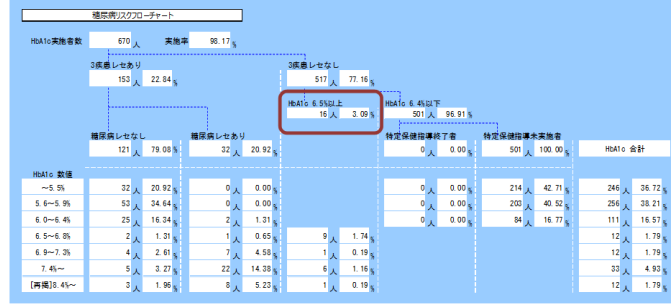 糖尿病リスクフローチャート
HbA1c実施者数 670 人 実施率 98.17 %
3疾患レセあり 3疾患レセなし
153 人 22.84 % 517 人 77.16 %
HbA1c 6.5%以上 HbA1c 6.4%以下
16 人 3.09 % 501 人 96.91 %
糖尿病レセなし 糖尿病レセあり 特定保健指導終了者 特定保健指導未実施者
121 人 79.08 % 32 人 20.92 % 0 人 0.00 % 501 人 100.00 % HbA1c 合計
HbA1c 数値
～5.5% 32 人 20.92 % 0 人 0.00 % 0 人 0.00 % 214 人 42.71 % 246 人 36.72 %
5.6～5.9% 53 人 34.64 % 0 人 0.00 % 0 人 0.00 % 203 人 40.52 % 256 人 38.21 %
6.0～6.4% 25 人 16.34 % 2 人 1.31 % 0 人 0.00 % 84 人 16.77 % 111 人 16.57 %
6.5～6.8% 2 人 1.31 % 1 人 0.65 % 9 人 1.74 % 12 人 1.79 %
6.9～7.3% 4 人 2.61 % 7 人 4.58 % 1 人 0.19 % 12 人 1.79 %
7.4%～ 5 人 3.27 % 22 人 14.38 % 6 人 1.16 % 33 人 4.93 %
[再掲]8.4%～ 3 人 1.96 % 8 人 5.23 % 1 人 0.19 % 12 人 1.79 %